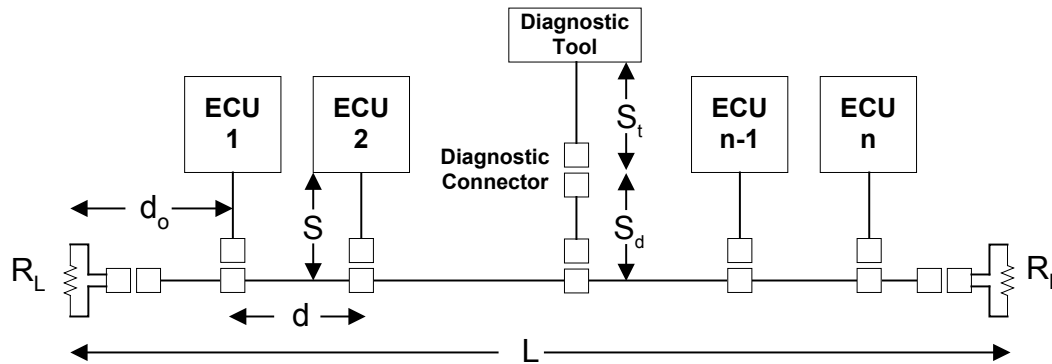 Diagnostic
Tool
ECU
1
ECU
2
ECU
n-1
ECU
n
St
Diagnostic
Connector
do
S
Sd
RL
RL
d
L